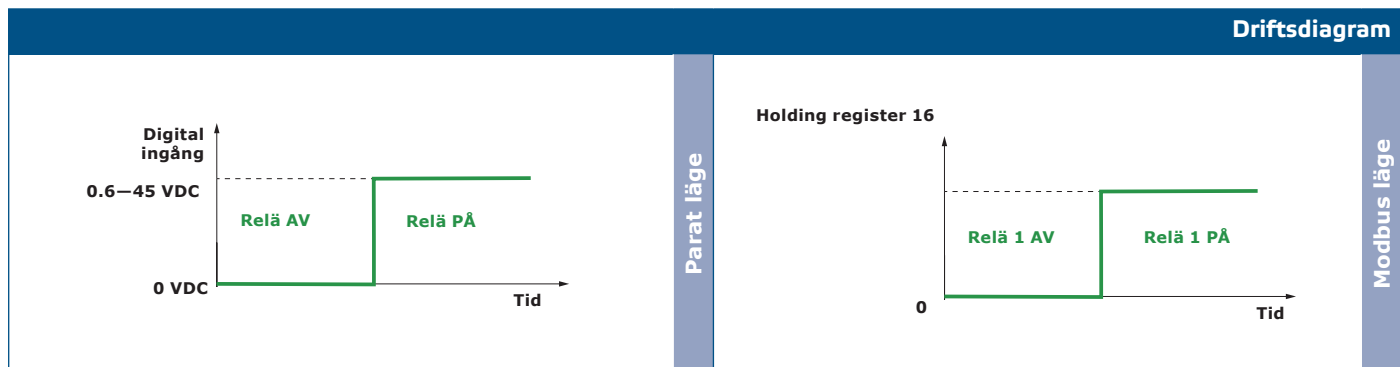 Driftsdiagram
Digital
ingång
0.6—45 VDC
Relä AV
Relä PÅ
0 VDC
Tid
Parat läge
Holding register 16
Relä 1 AV
Relä 1 PÅ
0
Tid
Modbus läge